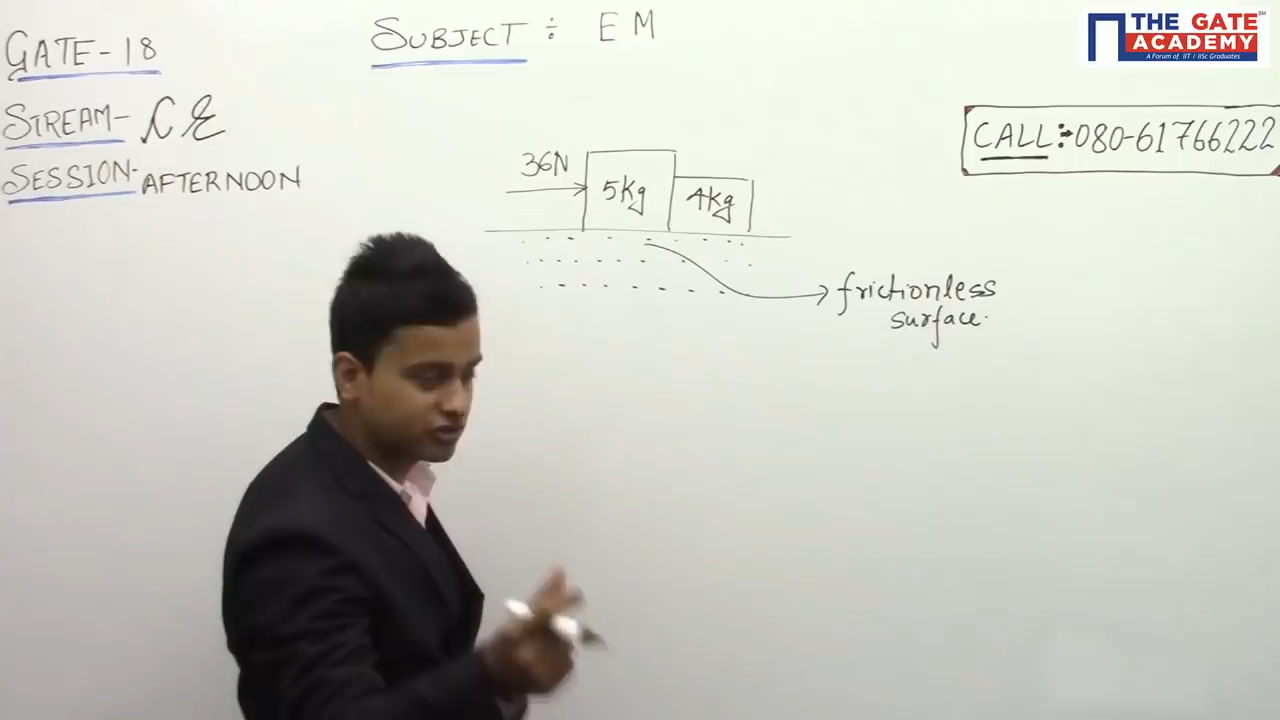 GATE-18
SUBJECT ÷ E M
THE GATE ACADEMY
SM
A Forum of IIT / IISc Graduates
STREAM- CE
CALL:→080-61766222
SESSION- AFTERNOON
36N
5Kg
4Kg
frictionless
surface.